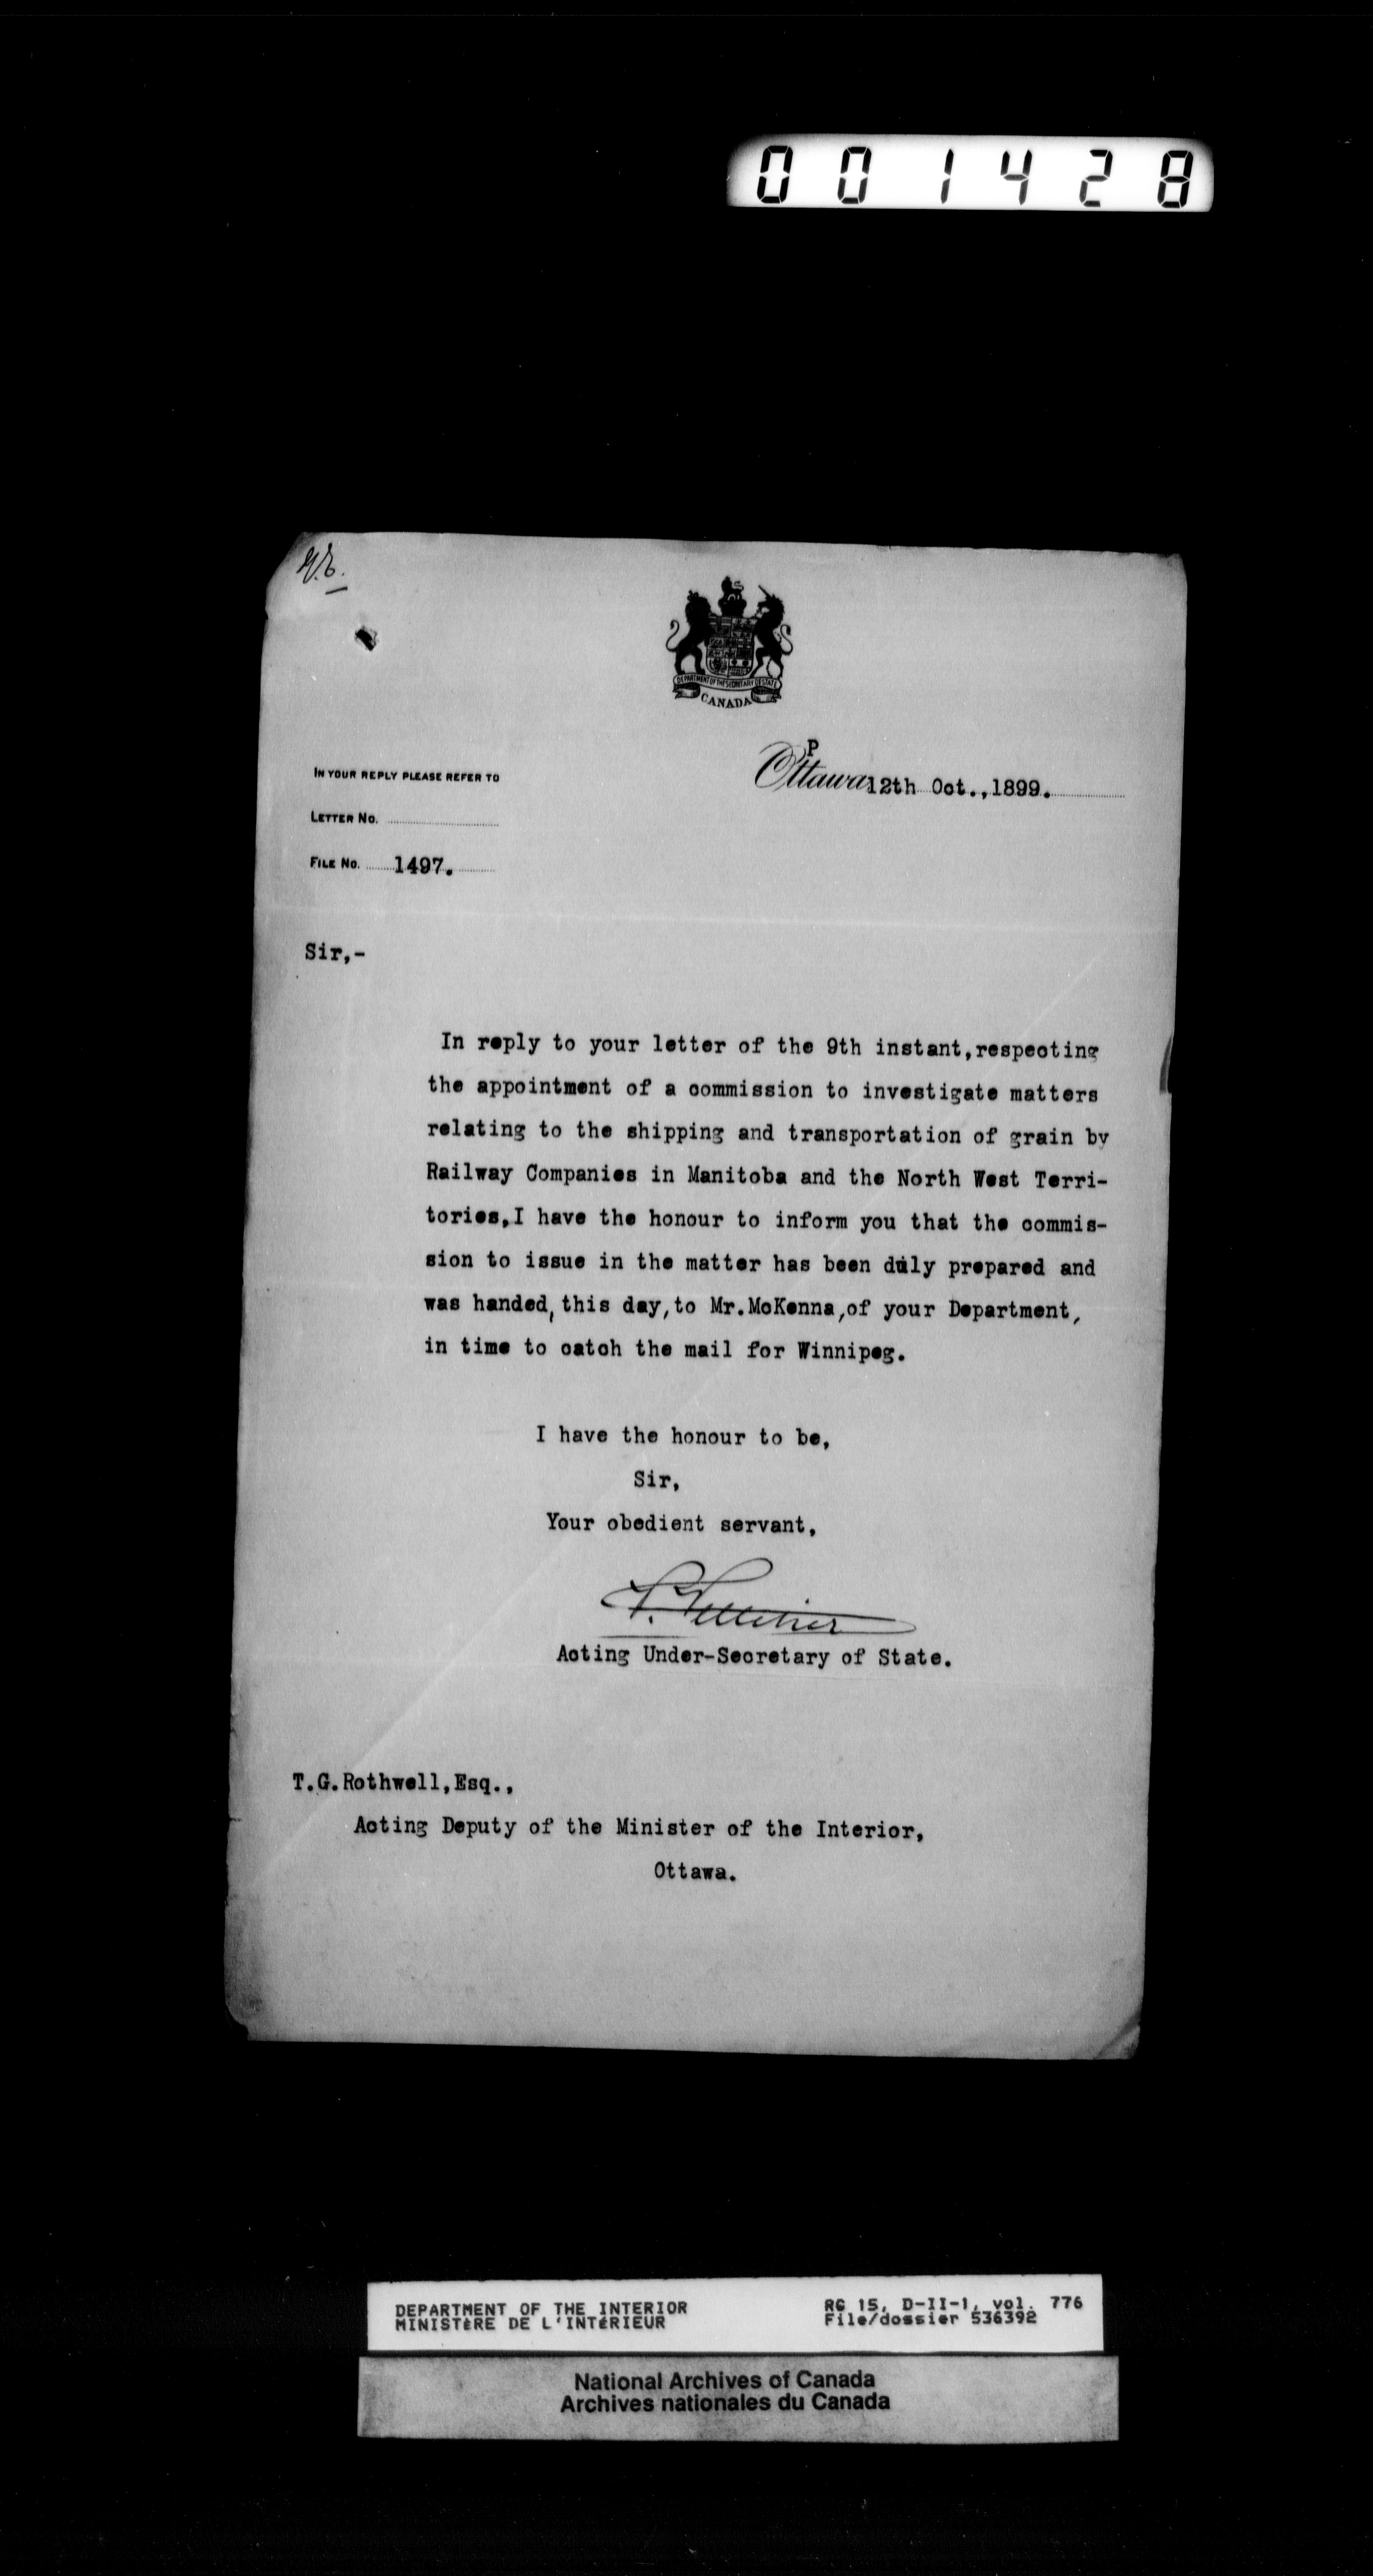 001428
DEPARTMENT OF THE SECRETARY OF STATE
CANADA
P
Ottawa 12th Oct., 1899.
IN YOUR REPLY PLEASE REFER TO
LETTER NO.
FILE NO. 1497.
Sir,-
In reply to your letter of the 9th instant, respecting
the appointment of a commission to investigate matters
relating to the shipping and transportation of grain by
Railway Companies in Manitoba and the North West Terri-
tories, I have the honour to inform you that the commis-
sion to issue in the matter has been duly prepared and
was handed, this day, to Mr. McKenna, of your Department,
in time to catch the mail for Winnipeg.
I have the honour to be,
Sir,
Your obedient servant,
P. Pelletier
Acting Under-Secretary of State.
T.G. Rothwell, Esq.,
Acting Deputy of the Minister of the Interior,
Ottawa.
DEPARTMENT OF THE INTERIOR
MINISTÈRE DE L'INTÉRIEUR
RG 15, D-II-1, vol. 776
File/dossier 536392
National Archives of Canada
Archives nationales du Canada